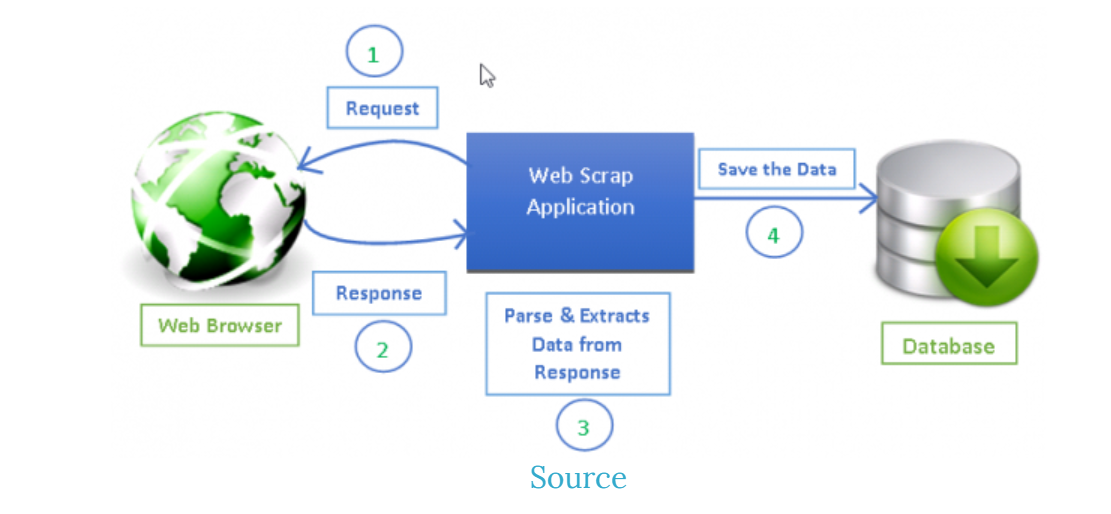 1
Request
Web Scrap
Application
Save the Data
4
Response
2
Web Browser
Parse & Extracts
Data from
Response
3
Database
Source